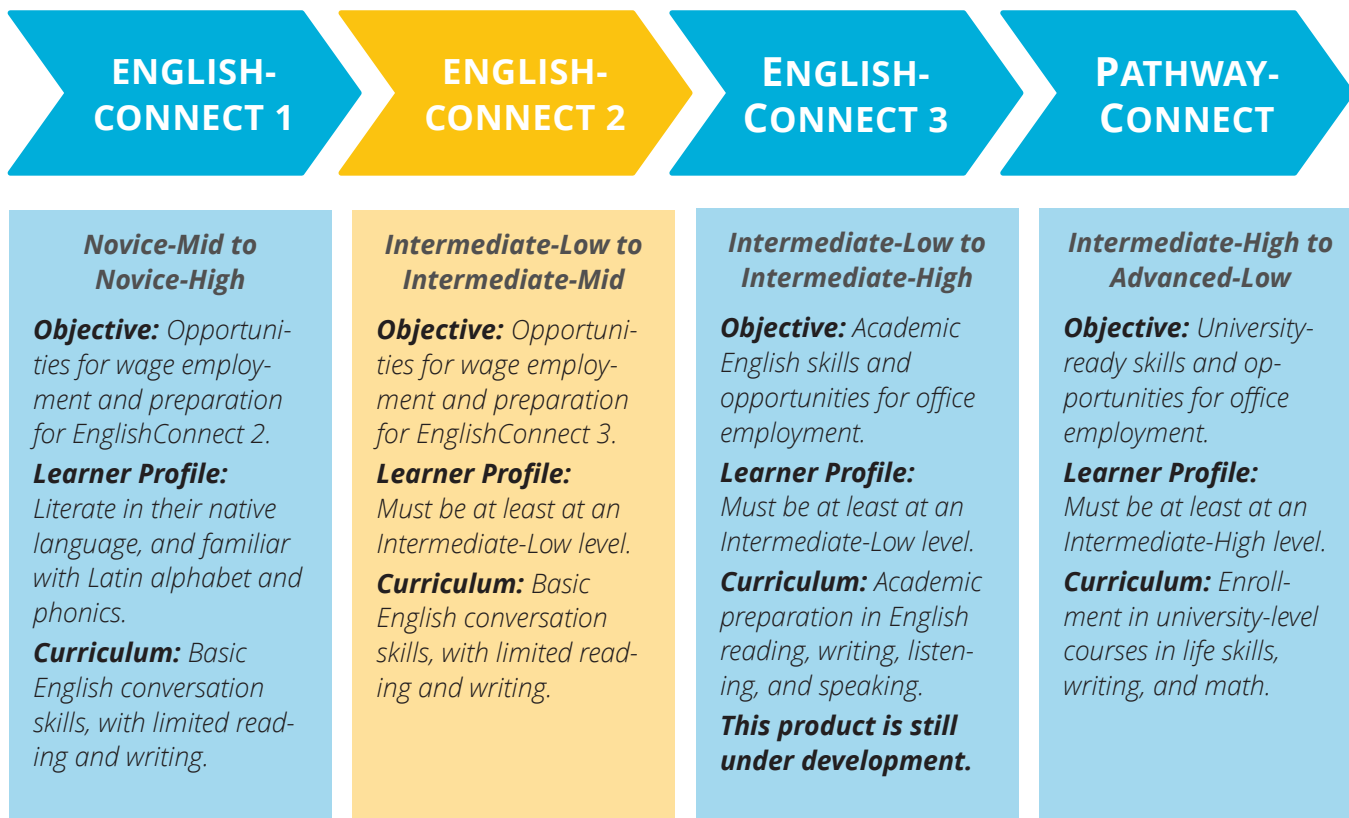 ENGLISH-
CONNECT 1
ENGLISH-
CONNECT 2
ENGLISH-
CONNECT 3
PATHWAY-
CONNECT
Novice-Mid to
Novice-High
Objective: Opportuni-
ties for wage employ-
ment and preparation
for EnglishConnect 2.
Learner Profile:
Literate in their native
language, and familiar
with Latin alphabet and
phonics.
Curriculum: Basic
English conversation
skills, with limited read-
ing and writing.
Intermediate-Low to
Intermediate-Mid
Objective: Opportuni-
ties for wage employ-
ment and preparation
for EnglishConnect 3.
Learner Profile:
Must be at least at an
Intermediate-Low level.
Curriculum: Basic
English conversation
skills, with limited read-
ing and writing.
Intermediate-Low to
Intermediate-High
Objective: Academic
English skills and
opportunities for office
employment.
Learner Profile:
Must be at least at an
Intermediate-Low level.
Curriculum: Academic
preparation in English
reading, writing, listen-
ing, and speaking.
This product is still
under development.
Intermediate-High to
Advanced-Low
Objective: University-
ready skills and op-
portunities for office
employment.
Learner Profile:
Must be at least at an
Intermediate-High level.
Curriculum: Enroll-
ment in university-level
courses in life skills,
writing, and math.